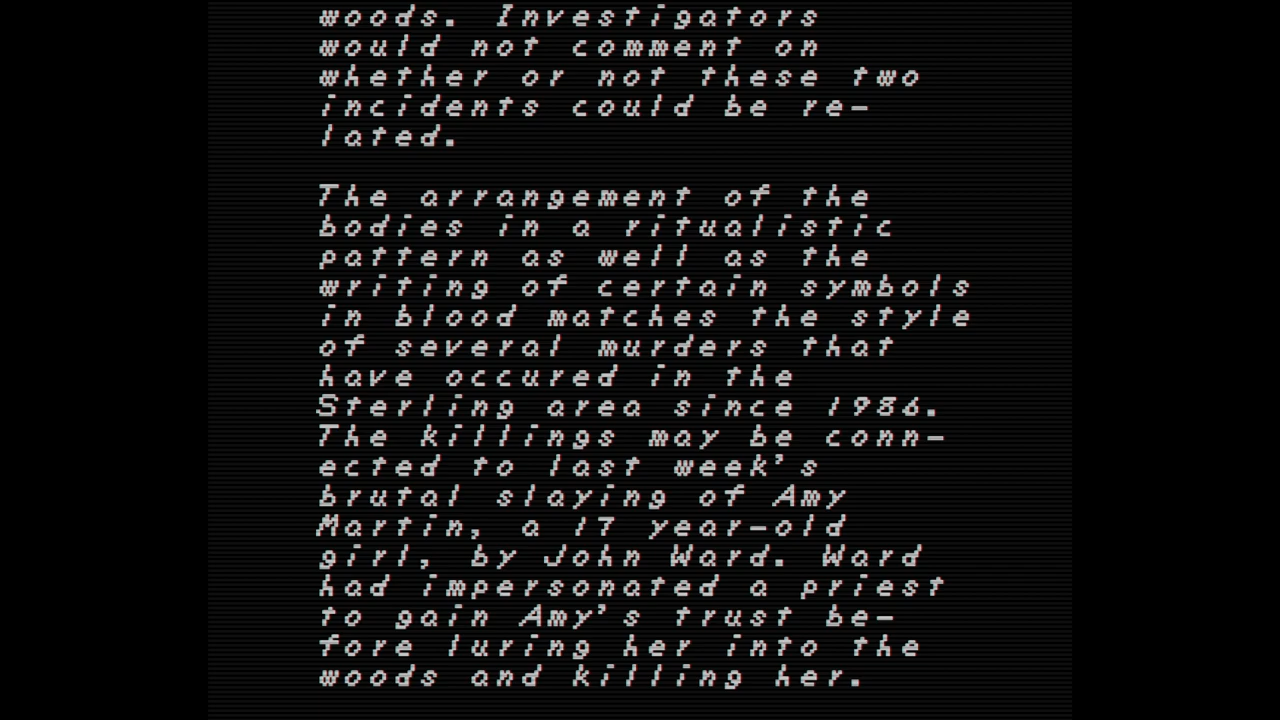 woods. Investigators
would not comment on
whether or not these two
incidents could be re-
lated.
The arrangement of the
bodies in a ritualistic
pattern as well as the
writing of certain symbols
in blood matches the style
of several murders that
have occured in the
Sterling area since 1986.
The killings may be conn-
ected to last week's
brutal slaying of Amy
Martin, a 17 year-old
girl, by John Ward. Ward
had impersonated a priest
to gain Amy's trust be-
fore luring her into the
woods and killing her.